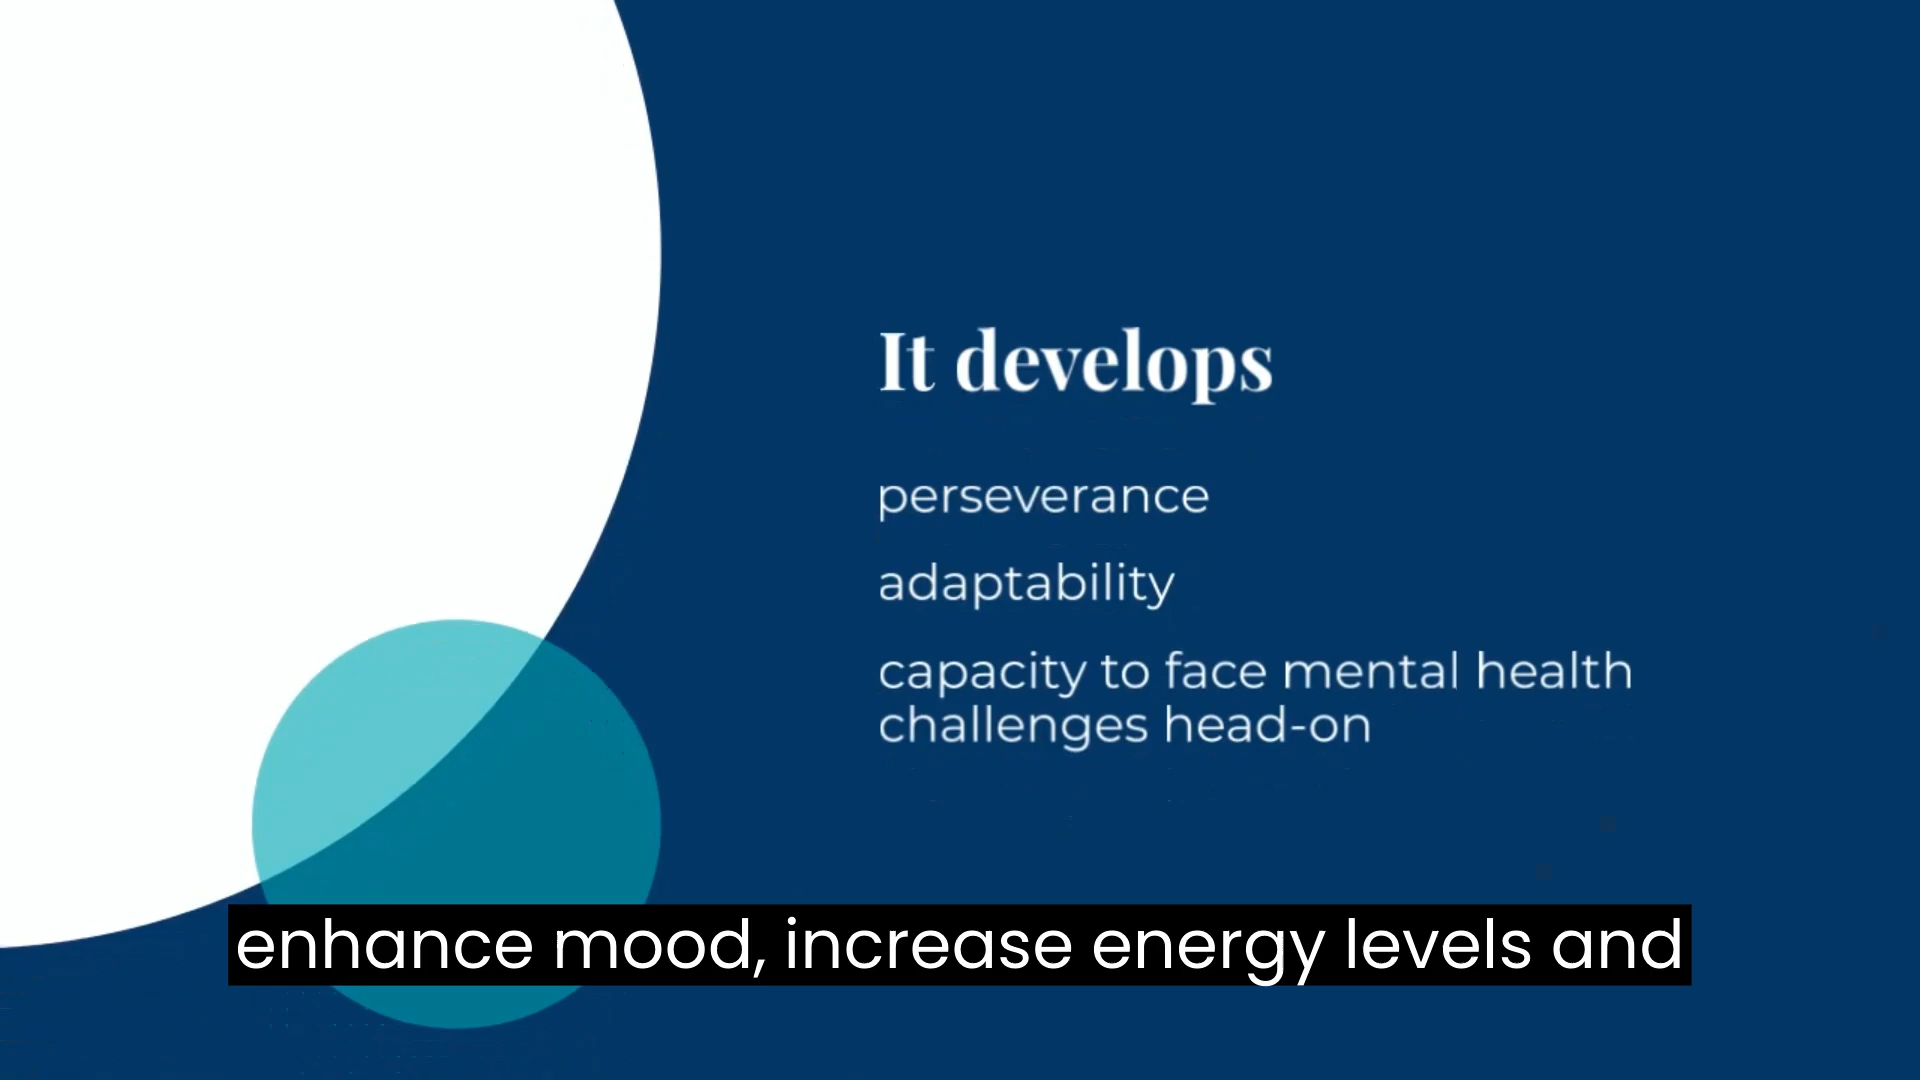 It develops
perseverance
adaptability
capacity to face mental health
challenges head-on
enhance mood, increase energy levels and